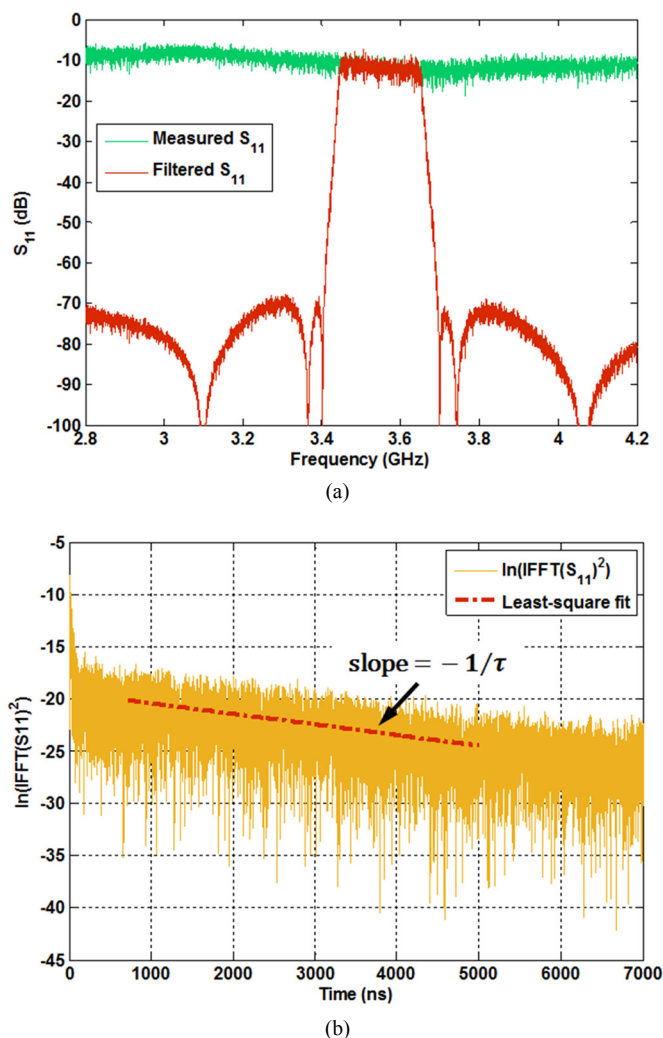 0
-10
-20
-30
-40
-50
-60
-70
-80
-90
-100
S11 (dB)
Measured S11
Filtered S11
2.8 3 3.2 3.4 3.6 3.8 4 4.2
Frequency (GHz)
(a)
-5
-10
-15
-20
-25
-30
-35
-40
-45
ln(IFFT(S11)^2)
ln(IFFT(S11)^2)
Least-square fit
slope = − 1/τ
0 1000 2000 3000 4000 5000 6000 7000
Time (ns)
(b)